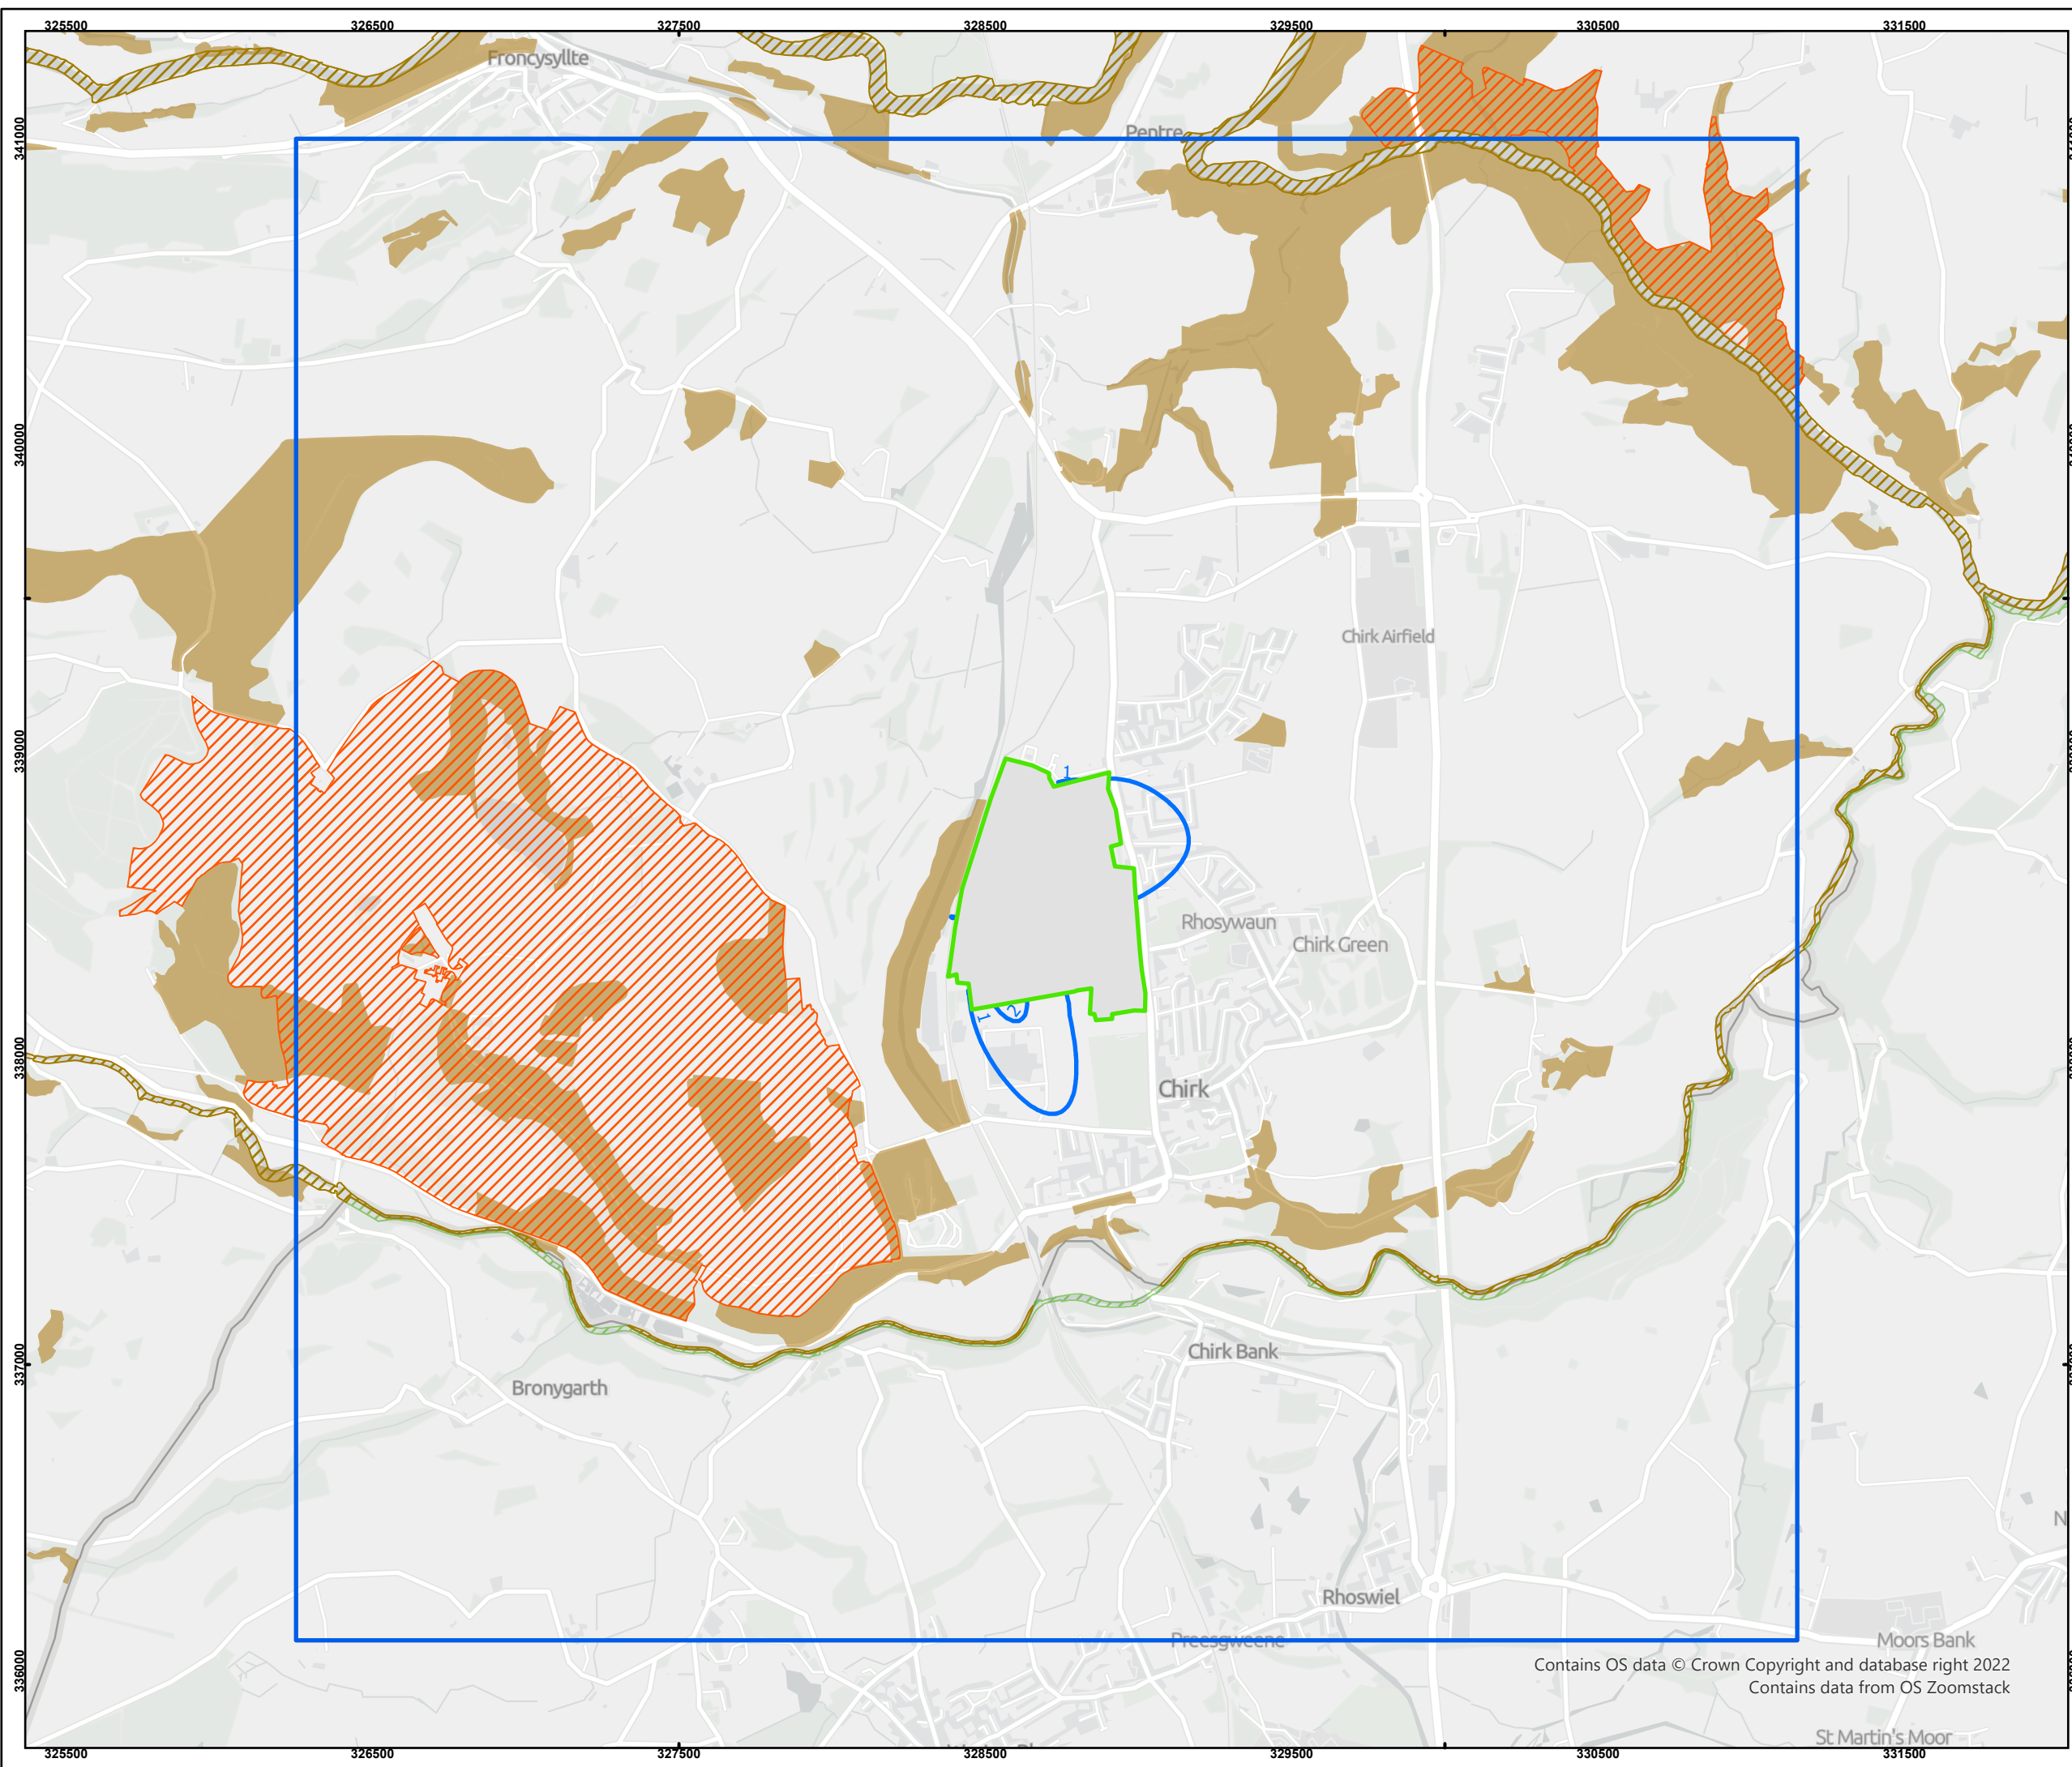 325500 326500 327500 328500 329500 330500 331500
Froncysyllte
Pentre
341000
340000
Chirk Airfield
339000
1
Rhosywaun
Chirk Green
2
1
338000
Chirk
337000
Chirk Bank
Bronygarth
Rhoswiel
Preesgweene
Moors Bank
336000
Contains OS data © Crown Copyright and database right 2022
Contains data from OS Zoomstack
St Martin's Moor
325500 326500 327500 328500 329500 330500 331500